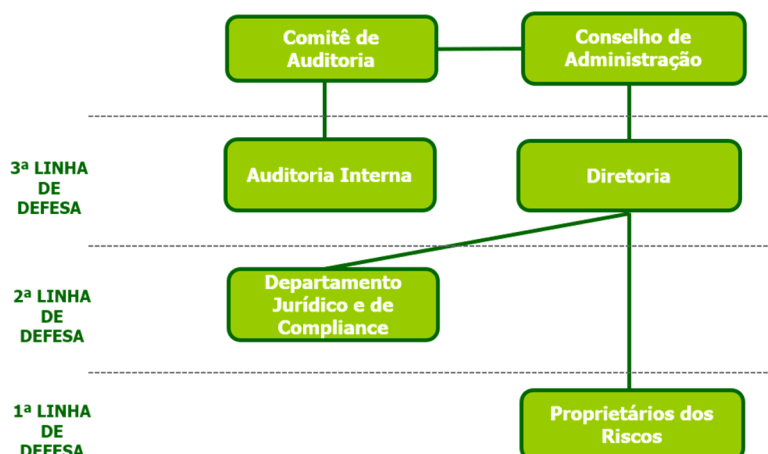 Comitê de
Auditoria
Conselho de
Administração
3ª LINHA
DE
DEFESA
Auditoria Interna
Diretoria
2ª LINHA
DE
DEFESA
Departamento
Jurídico e de
Compliance
1ª LINHA
DE
DEFESA
Proprietários dos
Riscos